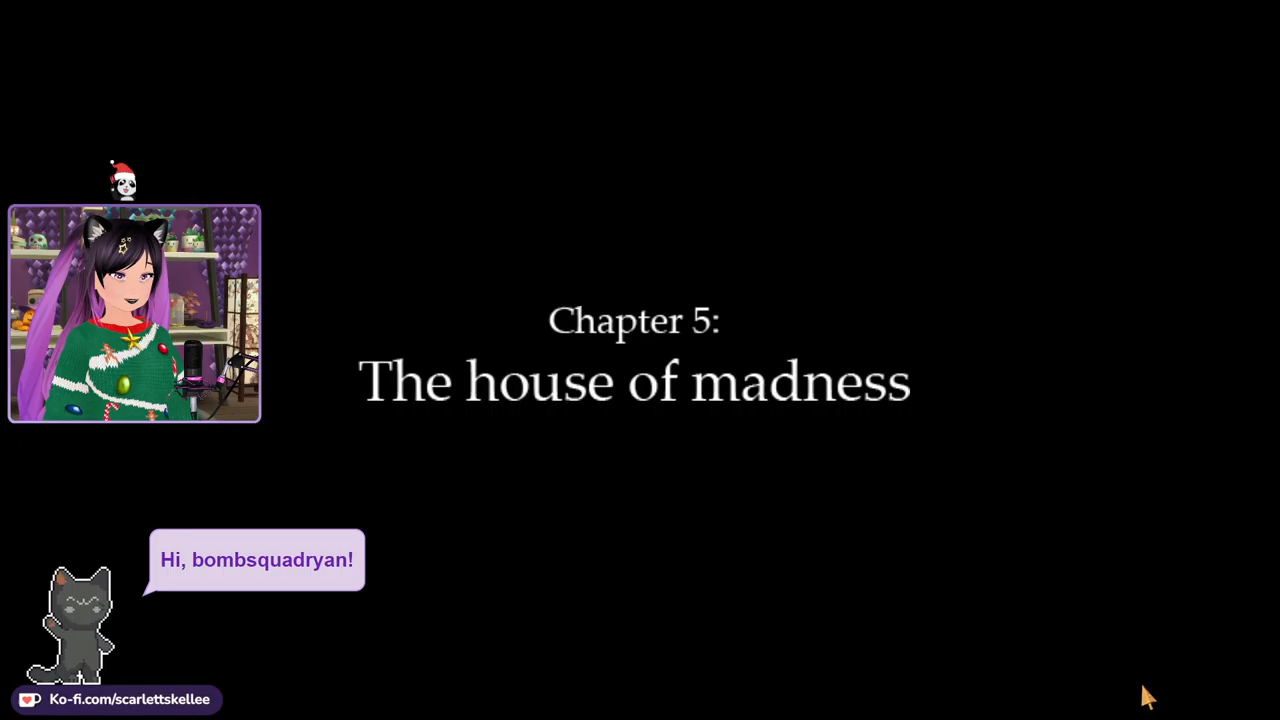 Chapter 5:
The house of madness
Hi, bombsquadryan!
Ko-fi.com/scarlettskellee